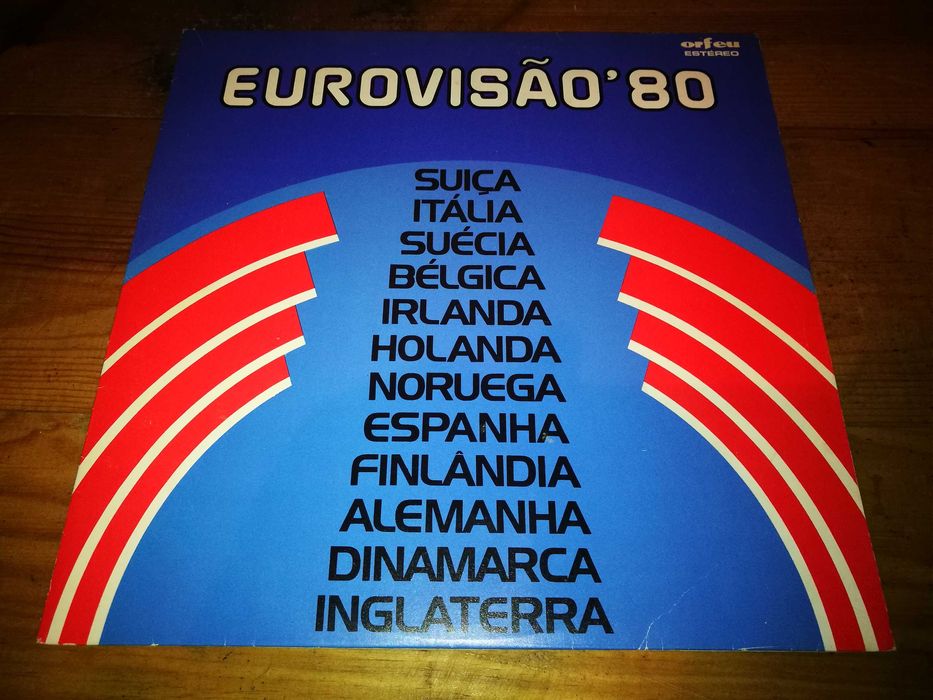 orfeu
ESTÉREO
EUROVISÃO'80
SUIÇA
ITÁLIA
SUÉCIA
BÉLGICA
IRLANDA
HOLANDA
NORUEGA
ESPANHA
FINLÂNDIA
ALEMANHA
DINAMARCA
INGLATERRA